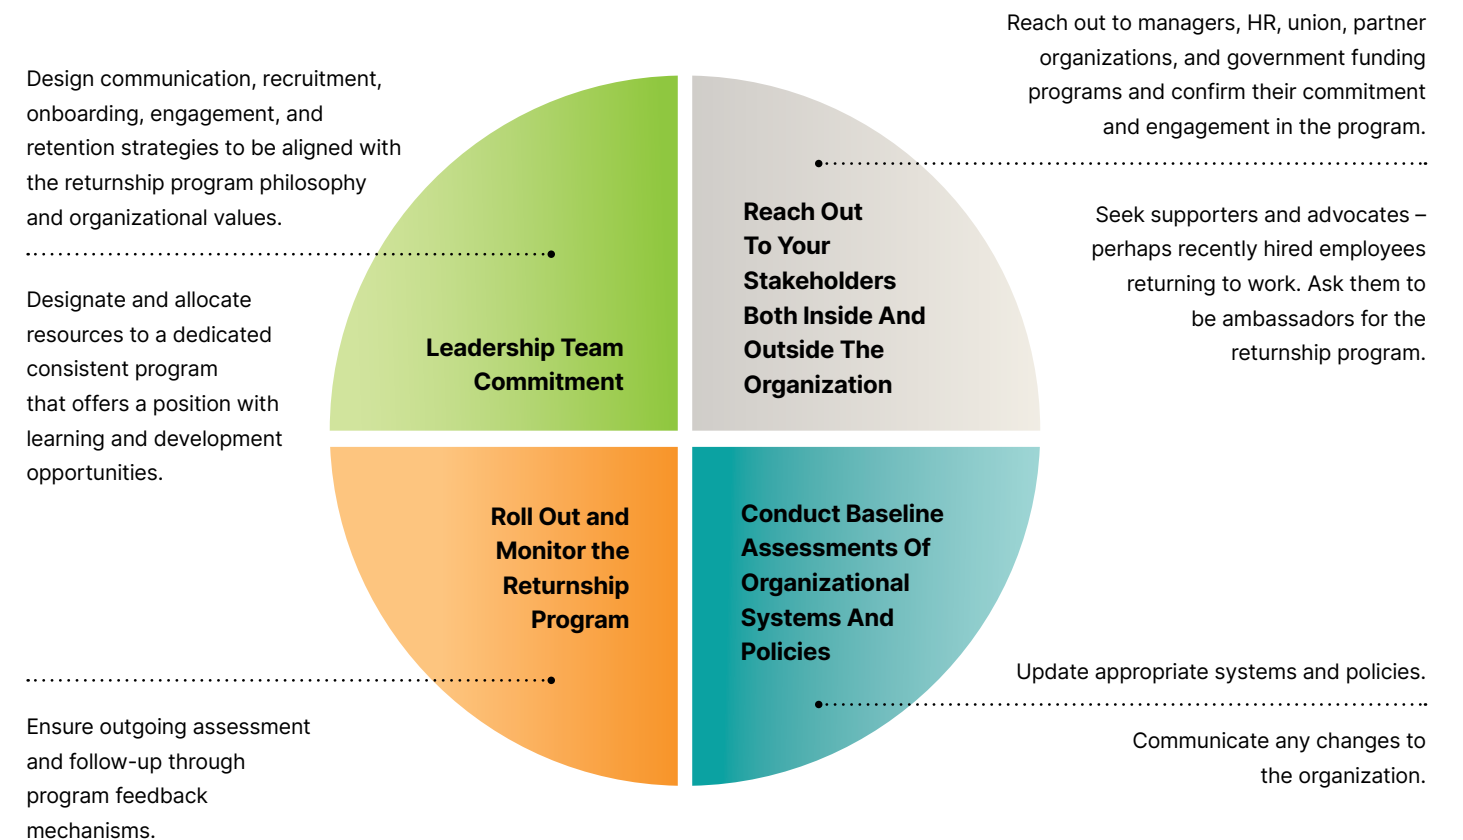 Design communication, recruitment,
onboarding, engagement, and
retention strategies to be aligned with
the returnship program philosophy
and organizational values.
Designate and allocate
resources to a dedicated
consistent program
that offers a position with
learning and development
opportunities.
Leadership Team
Commitment
Reach out to managers, HR, union, partner
organizations, and government funding
programs and confirm their commitment
and engagement in the program.
Seek supporters and advocates –
perhaps recently hired employees
returning to work. Ask them to
be ambassadors for the
returnship program.
Reach Out
To Your
Stakeholders
Both Inside And
Outside The
Organization
Roll Out and
Monitor the
Returnship
Program
Ensure outgoing assessment
and follow-up through
program feedback
mechanisms.
Conduct Baseline
Assessments Of
Organizational
Systems And
Policies
Update appropriate systems and policies.
Communicate any changes to
the organization.